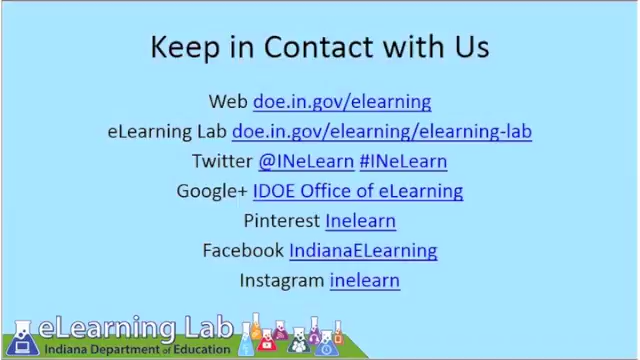 Keep in Contact with Us
Web doe.in.gov/elearning
eLearning Lab doe.in.gov/elearning/elearning-lab
Twitter @INeLearn #INeLearn
Google+ IDOE Office of eLearning
Pinterest Inelearn
Facebook IndianaELearning
Instagram inelearn
eLearning Lab
Indiana Department of Education